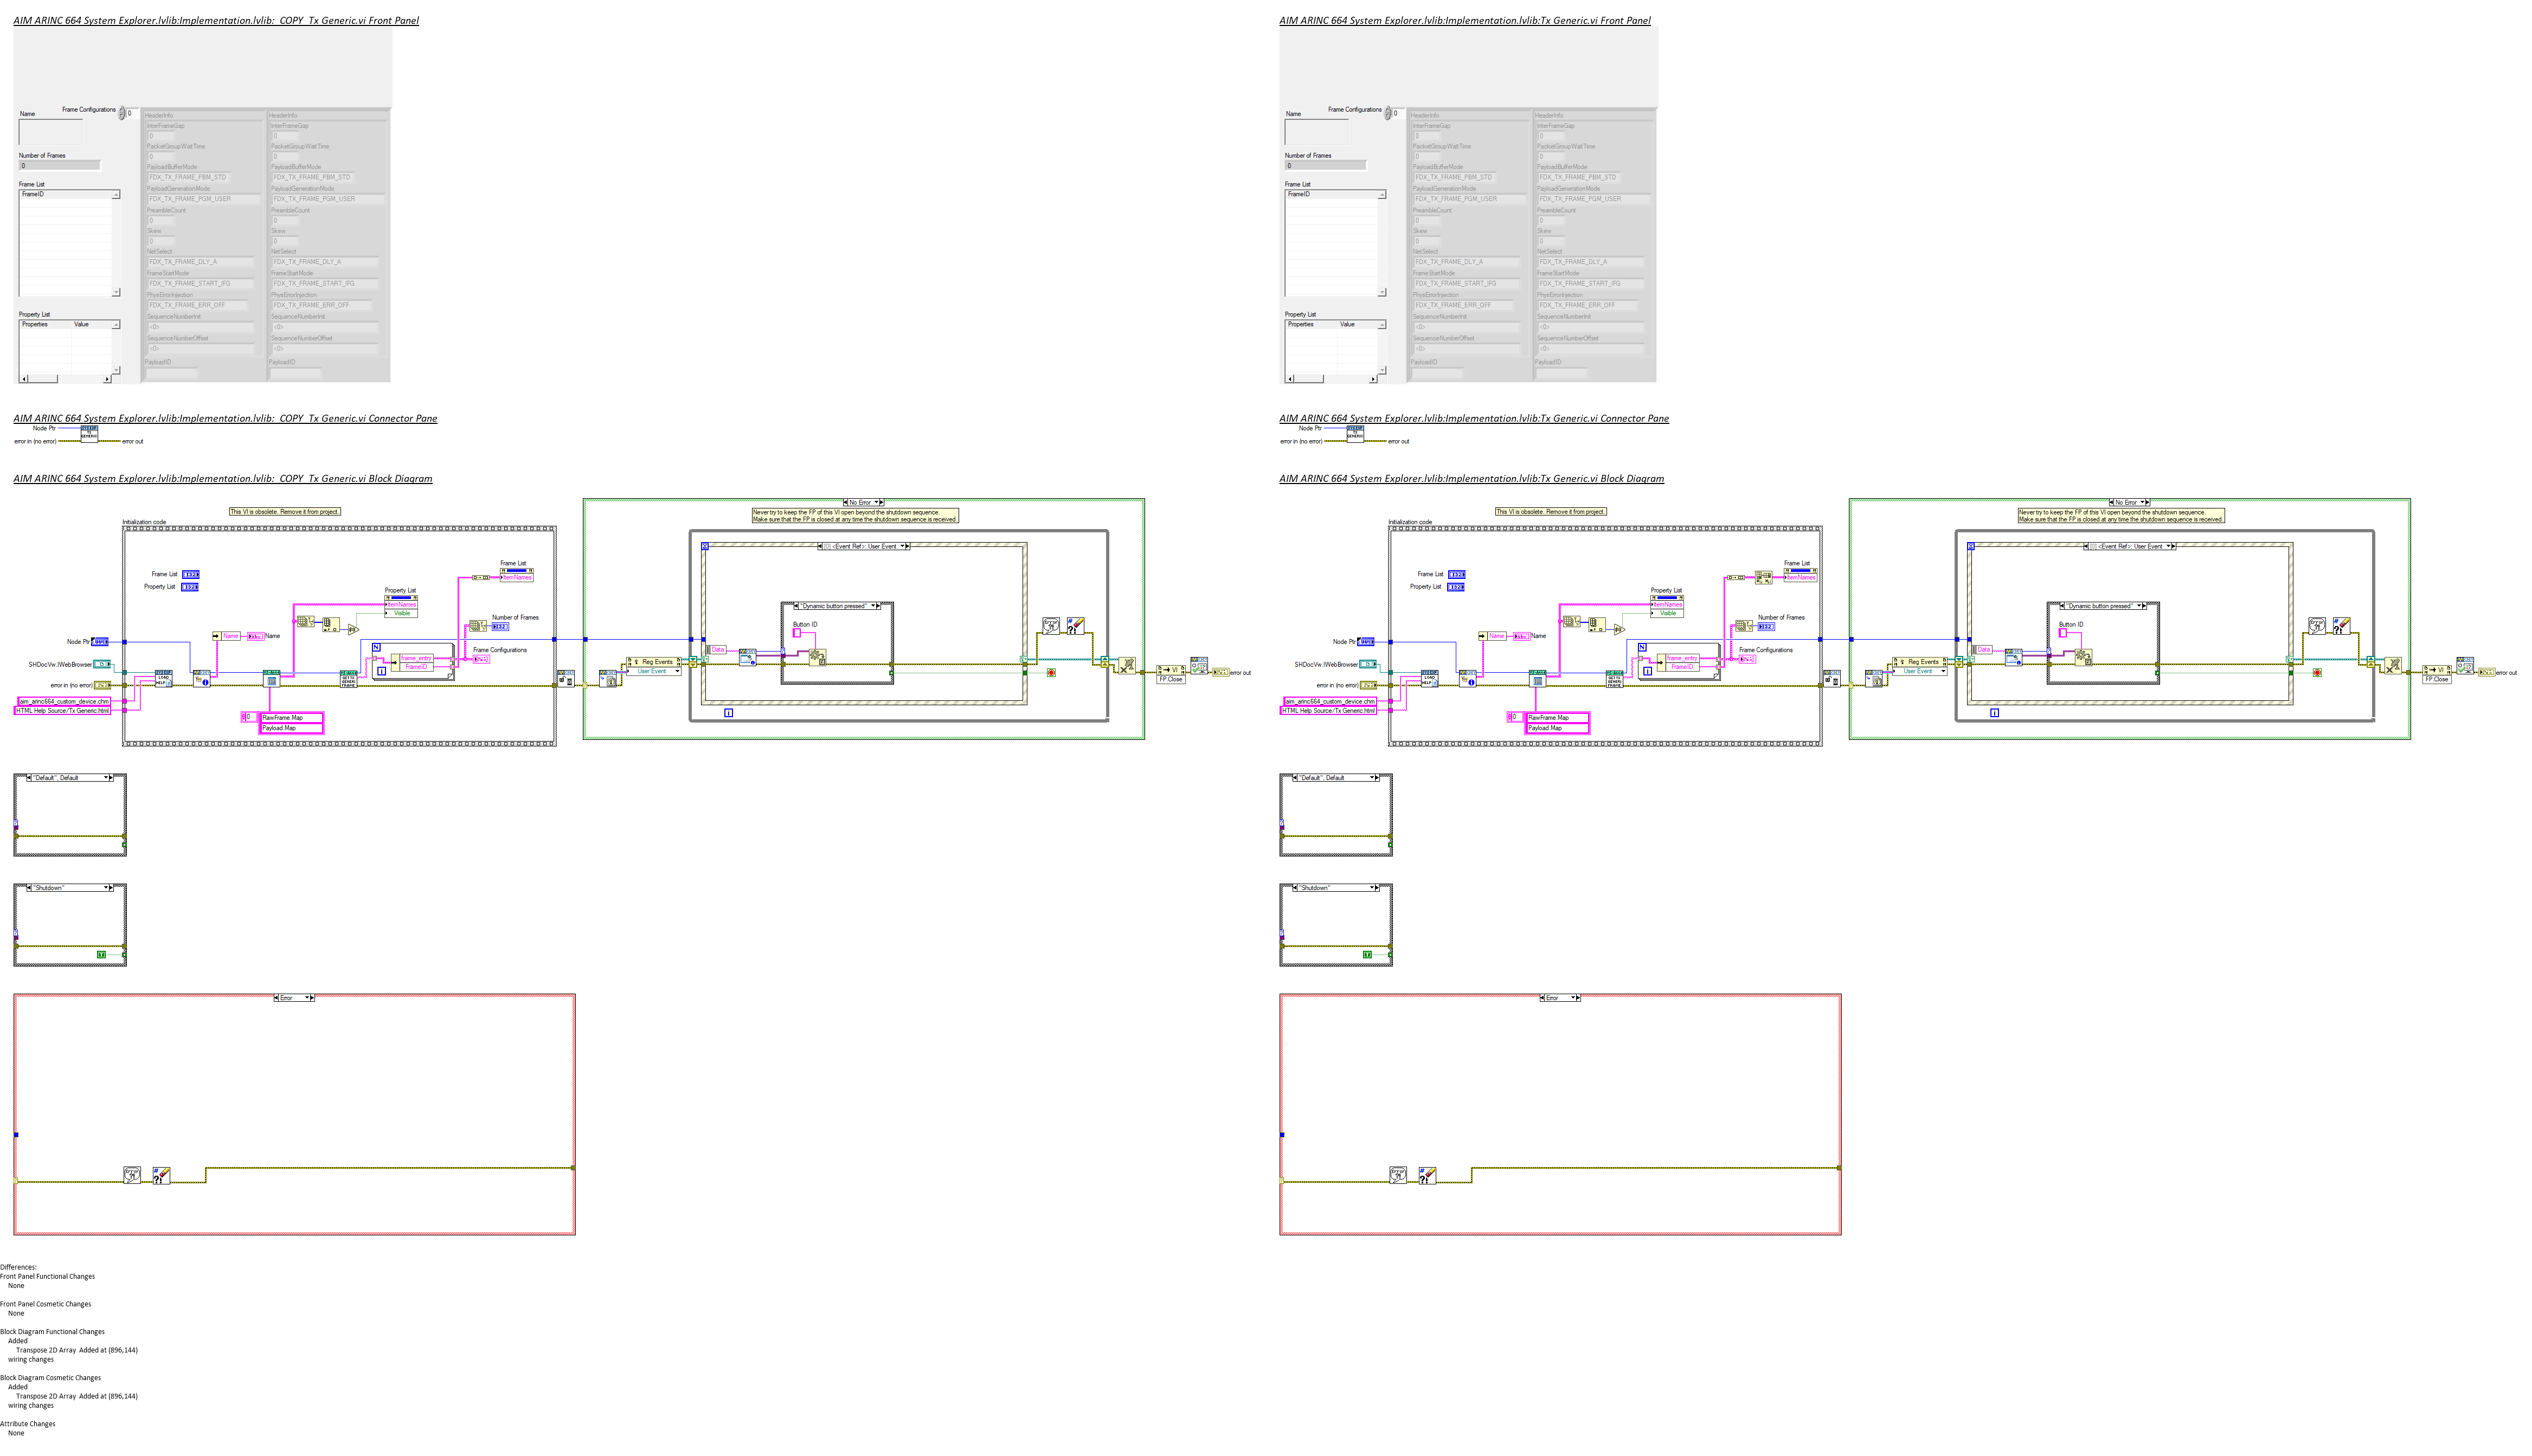 AIM ARINC 664 System Explorer.lvlib:Implementation.lvlib:_COPY_Tx Generic.vi Front Panel
Name
Frame Configurations
0
Number of Frames
0
Frame List
FrameID
Property List
Properties Value
HeaderInfo
InterFrameGap
0
PacketGroupWaitTime
0
PayloadBufferMode
FDX_TX_FRAME_PBM_STD
PayloadGenerationMode
FDX_TX_FRAME_PGM_USER
PreambleCount
0
Skew
0
NetSelect
FDX_TX_FRAME_DLY_A
FrameStartMode
FDX_TX_FRAME_START_IFG
PhysErrorInjection
FDX_TX_FRAME_ERR_OFF
SequenceNumberInit
<0>
SequenceNumberOffset
<0>
PayloadID
HeaderInfo
InterFrameGap
0
PacketGroupWaitTime
0
PayloadBufferMode
FDX_TX_FRAME_PBM_STD
PayloadGenerationMode
FDX_TX_FRAME_PGM_USER
PreambleCount
0
Skew
0
NetSelect
FDX_TX_FRAME_DLY_A
FrameStartMode
FDX_TX_FRAME_START_IFG
PhysErrorInjection
FDX_TX_FRAME_ERR_OFF
SequenceNumberInit
<0>
SequenceNumberOffset
<0>
PayloadID
AIM ARINC 664 System Explorer.lvlib:Implementation.lvlib:_COPY_Tx Generic.vi Connector Pane
Node Ptr
error in (no error)
GENERIC
error out
AIM ARINC 664 System Explorer.lvlib:Implementation.lvlib:_COPY_Tx Generic.vi Block Diagram
This VI is obsolete. Remove it from project.
Initialization code
Frame List
Property List
Node Ptr
SHDocVw.IWebBrowser
error in (no error)
aim_arinc664_custom_device.chm
HTML Help Source/Tx Generic.html
LOAD
HELP
Name
Name
Property List
ItemNames
Visible
0
RawFrame.Map
Payload.Map
N
i
frame_entry
FrameID
Frame List
ItemNames
Number of Frames
Frame Configurations
No Error
Never try to keep the FP of this VI open beyond the shutdown sequence.
Make sure that the FP is closed at any time the shutdown sequence is received.
<Event Ref>: User Event
Reg Events
User Event
Data
"Dynamic button pressed"
Button ID
i
VI
FP.Close
error out
"Default", Default
"Shutdown"
Error
AIM ARINC 664 System Explorer.lvlib:Implementation.lvlib:Tx Generic.vi Front Panel
Name
Frame Configurations
0
Number of Frames
0
Frame List
FrameID
Property List
Properties Value
HeaderInfo
InterFrameGap
0
PacketGroupWaitTime
0
PayloadBufferMode
FDX_TX_FRAME_PBM_STD
PayloadGenerationMode
FDX_TX_FRAME_PGM_USER
PreambleCount
0
Skew
0
NetSelect
FDX_TX_FRAME_DLY_A
FrameStartMode
FDX_TX_FRAME_START_IFG
PhysErrorInjection
FDX_TX_FRAME_ERR_OFF
SequenceNumberInit
<0>
SequenceNumberOffset
<0>
PayloadID
HeaderInfo
InterFrameGap
0
PacketGroupWaitTime
0
PayloadBufferMode
FDX_TX_FRAME_PBM_STD
PayloadGenerationMode
FDX_TX_FRAME_PGM_USER
PreambleCount
0
Skew
0
NetSelect
FDX_TX_FRAME_DLY_A
FrameStartMode
FDX_TX_FRAME_START_IFG
PhysErrorInjection
FDX_TX_FRAME_ERR_OFF
SequenceNumberInit
<0>
SequenceNumberOffset
<0>
PayloadID
AIM ARINC 664 System Explorer.lvlib:Implementation.lvlib:Tx Generic.vi Connector Pane
Node Ptr
error in (no error)
GENERIC
error out
AIM ARINC 664 System Explorer.lvlib:Implementation.lvlib:Tx Generic.vi Block Diagram
This VI is obsolete. Remove it from project.
Initialization code
Frame List
Property List
Node Ptr
SHDocVw.IWebBrowser
error in (no error)
aim_arinc664_custom_device.chm
HTML Help Source/Tx Generic.html
LOAD
HELP
Name
Name
Property List
ItemNames
Visible
0
RawFrame.Map
Payload.Map
N
i
frame_entry
FrameID
Frame List
ItemNames
Number of Frames
Frame Configurations
No Error
Never try to keep the FP of this VI open beyond the shutdown sequence.
Make sure that the FP is closed at any time the shutdown sequence is received.
<Event Ref>: User Event
Reg Events
User Event
Data
"Dynamic button pressed"
Button ID
i
VI
FP.Close
error out
"Default", Default
"Shutdown"
Error
Differences:
Front Panel Functional Changes
None
Front Panel Cosmetic Changes
None
Block Diagram Functional Changes
Added
Transpose 2D Array Added at (896,144)
wiring changes
Block Diagram Cosmetic Changes
Added
Transpose 2D Array Added at (896,144)
wiring changes
Attribute Changes
None